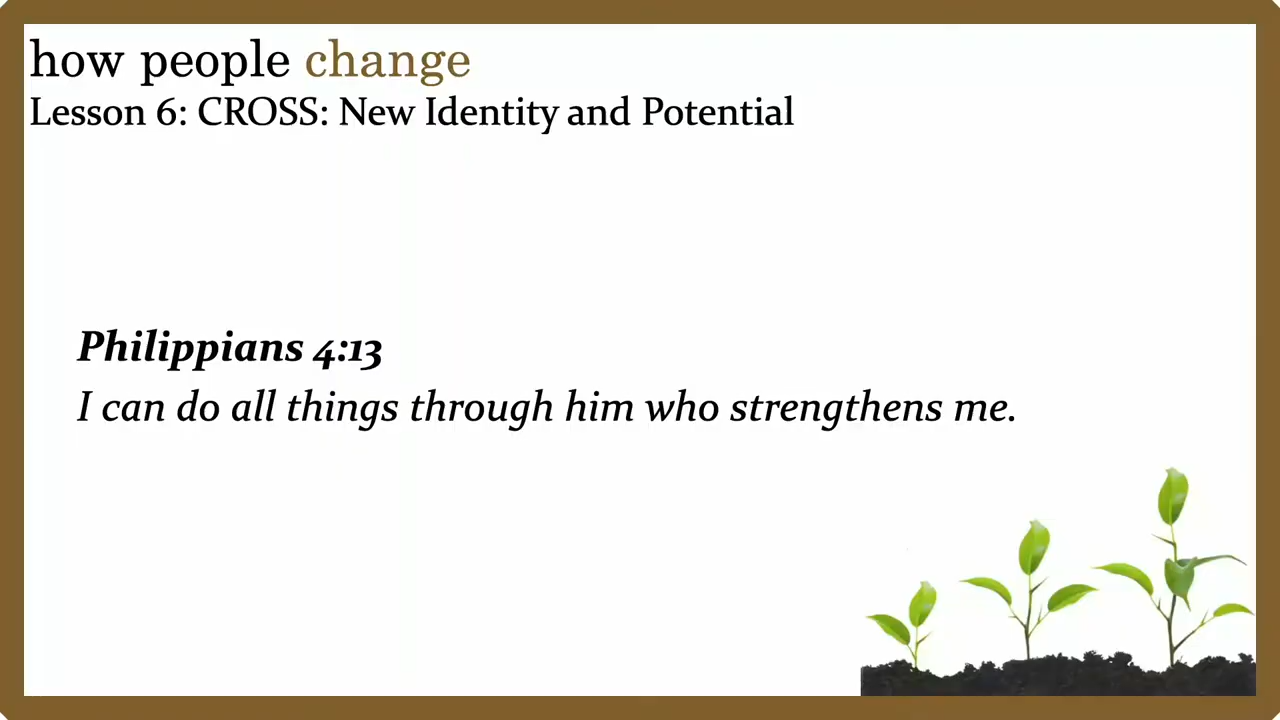 how people change
Lesson 6: CROSS: New Identity and Potential
Philippians 4:13
I can do all things through him who strengthens me.